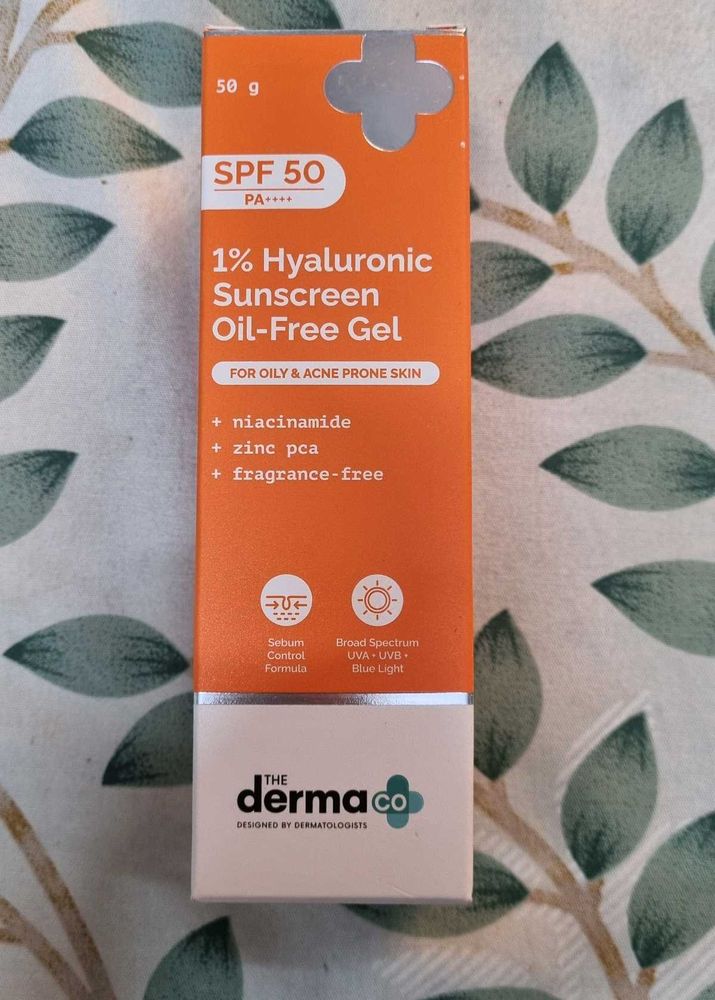 50 g
SPF 50
PA++++
1% Hyaluronic
Sunscreen
Oil-Free Gel
FOR OILY & ACNE PRONE SKIN
+ niacinamide
+ zinc pca
+ fragrance-free
Sebum
Control
Formula
Broad Spectrum
UVA + UVB +
Blue Light
THE
derma co
DESIGNED BY DERMATOLOGISTS